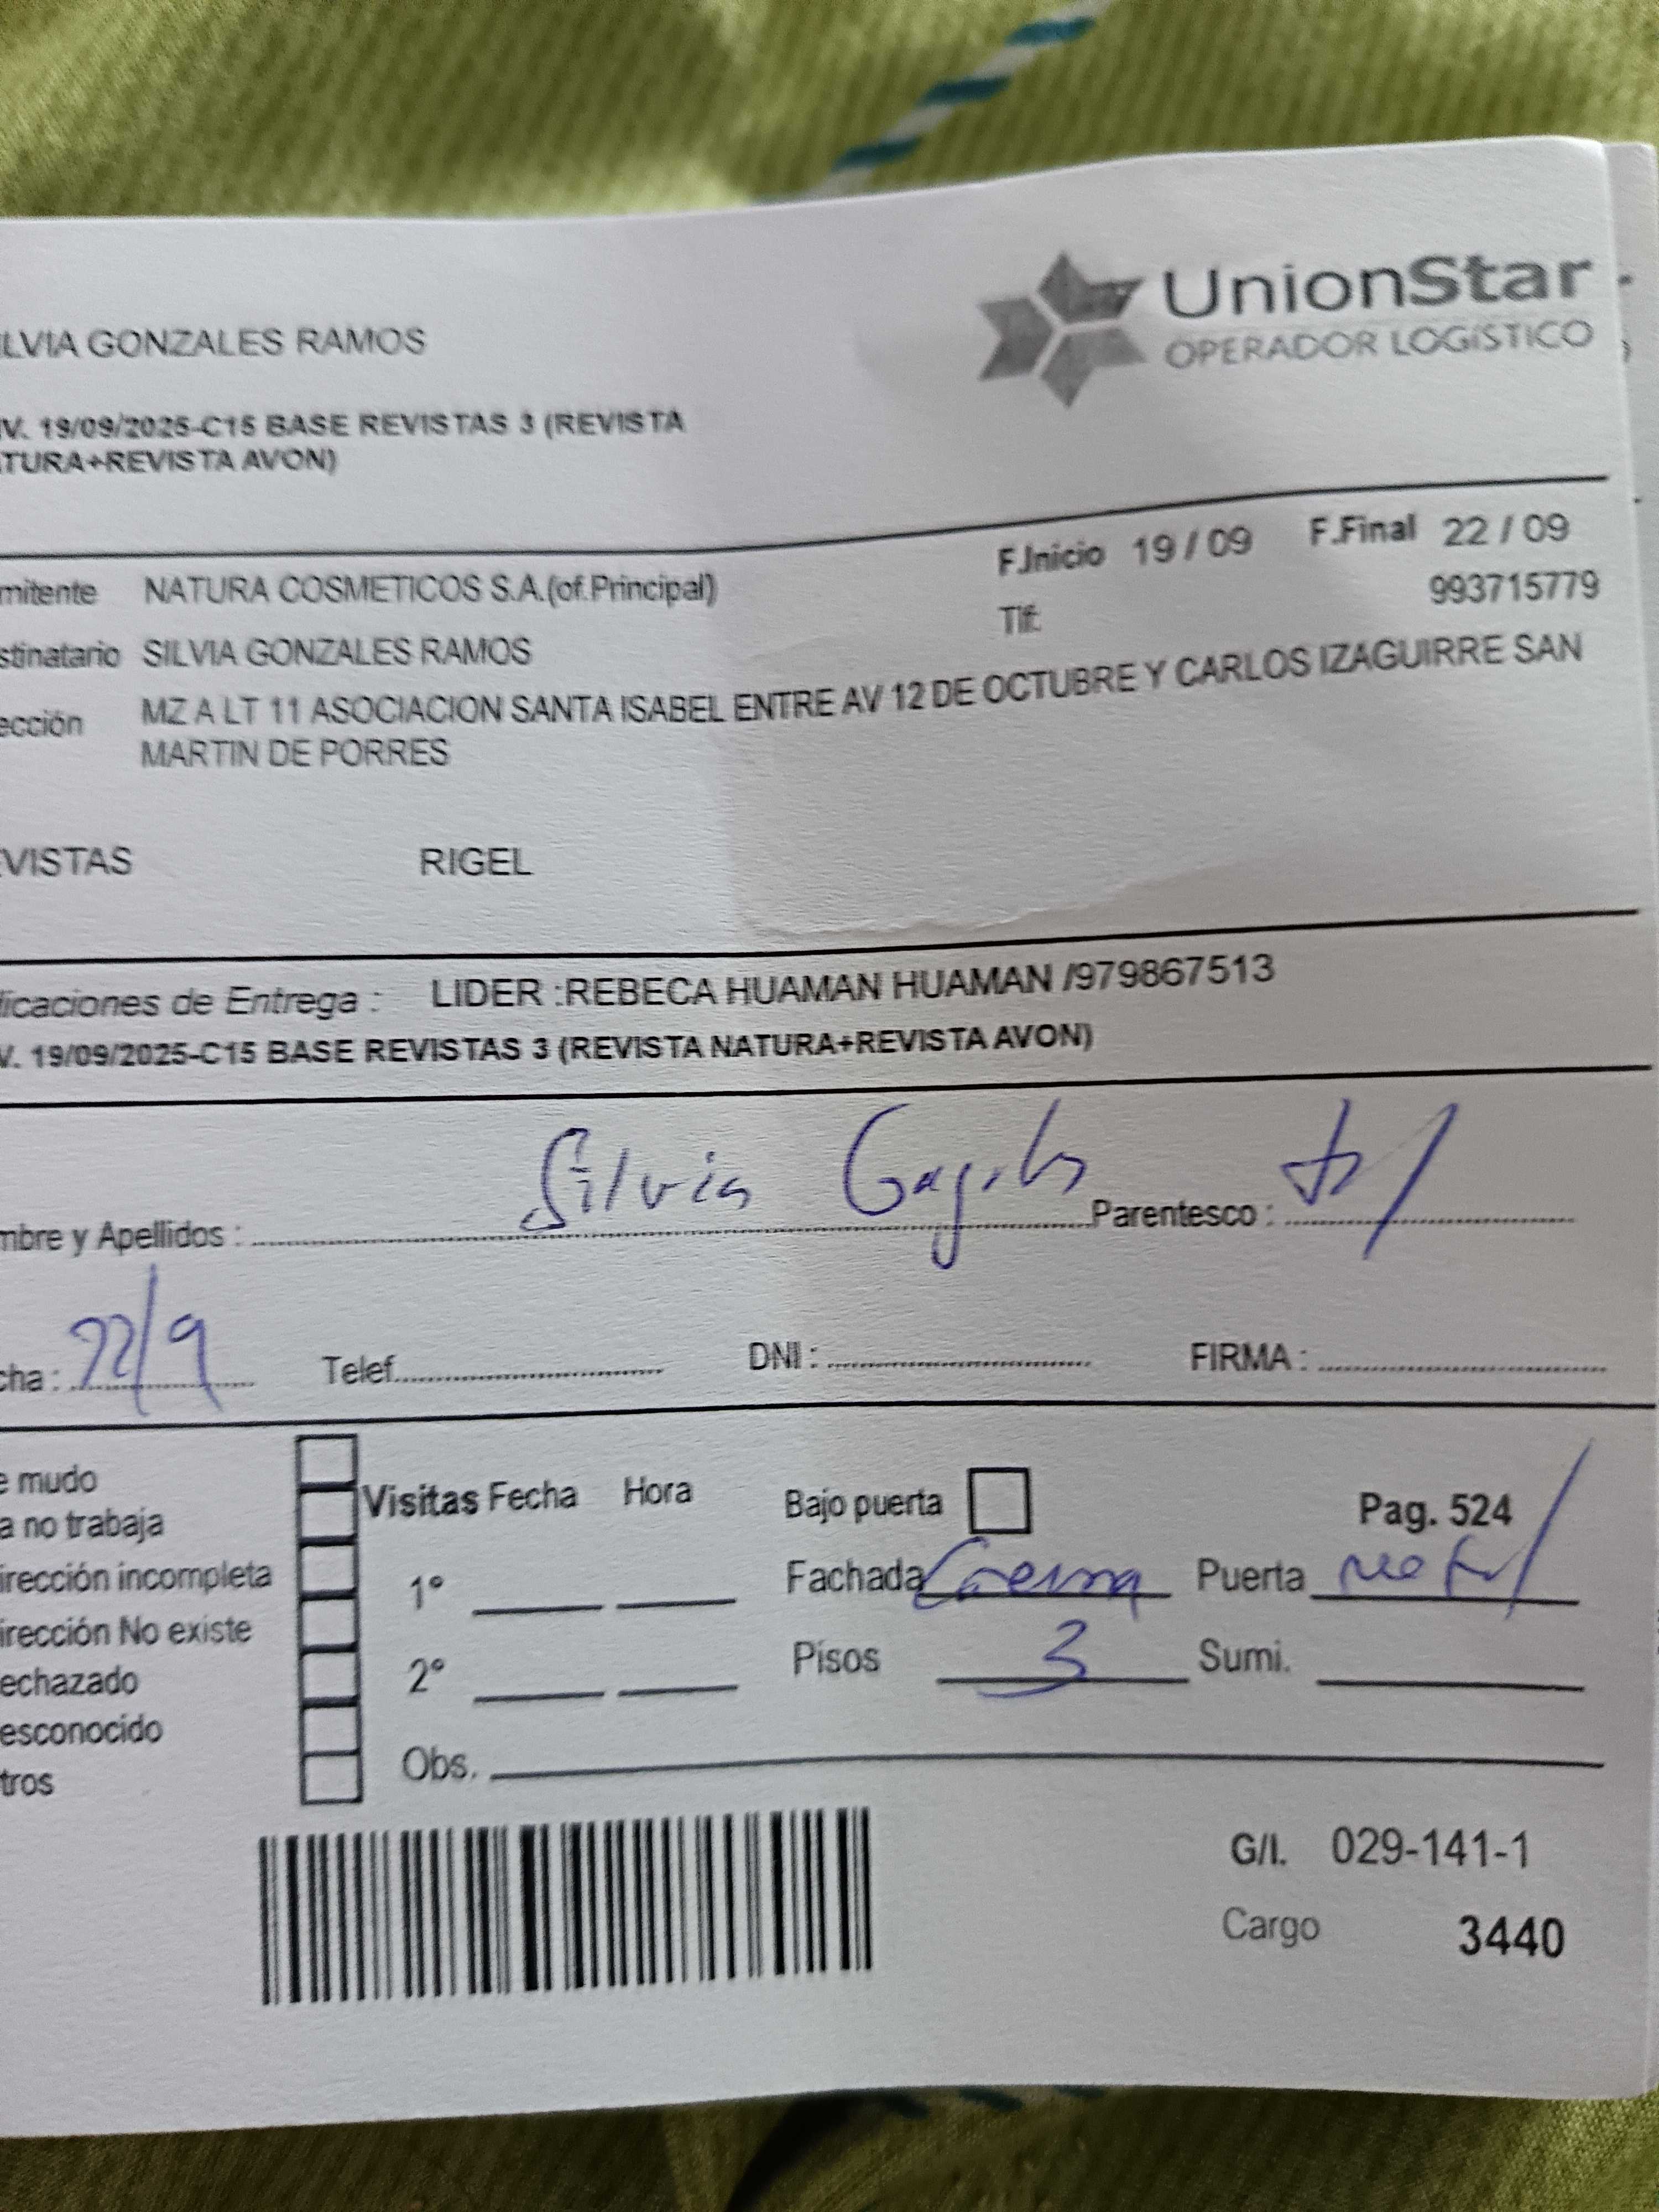 ILVIA GONZALES RAMOS
UnionStar
OPERADOR LOGÍSTICO
V. 19/09/2025-C15 BASE REVISTAS 3 (REVISTA
TURA+REVISTA AVON)
F.Inicio 19 / 09 F.Final 22 / 09
mitente NATURA COSMETICOS S.A.(of.Principal)
Tlf: 993715779
stinatario SILVIA GONZALES RAMOS
ección MZ A LT 11 ASOCIACION SANTA ISABEL ENTRE AV 12 DE OCTUBRE Y CARLOS IZAGUIRRE SAN
MARTIN DE PORRES
EVISTAS RIGEL
dicaciones de Entrega : LIDER :REBECA HUAMAN HUAMAN /979867513
V. 19/09/2025-C15 BASE REVISTAS 3 (REVISTA NATURA+REVISTA AVON)
mbre y Apellidos : Silvia Parentesco :
cha : 22/9 Telef. DNI : FIRMA :
e mudo
a no trabaja
irección incompleta
irección No existe
echazado
esconocido
tros
Visitas Fecha Hora
1°
2°
Obs.
Bajo puerta Pag. 524
Fachada Crema Puerta
Pisos 3 Sumi.
G/I. 029-141-1
Cargo 3440